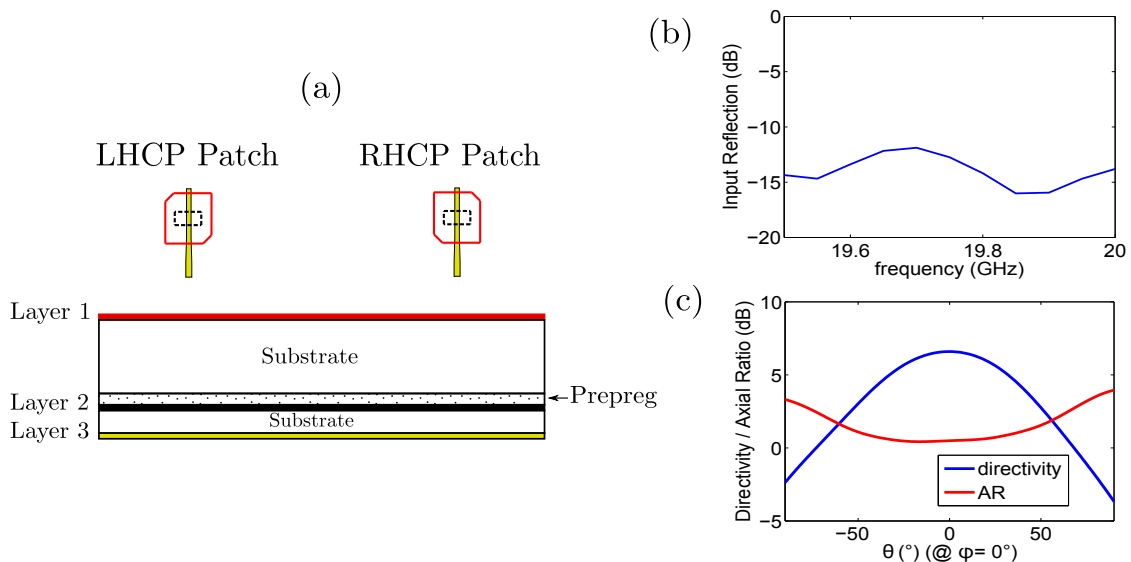 (a)
LHCP Patch
RHCP Patch
Layer 1
Substrate
Prepreg
Layer 2
Substrate
Layer 3
(b)
Input Reflection (dB)
0
−5
−10
−15
−20
19.6
19.8
20
frequency (GHz)
(c)
Directivity / Axial Ratio (dB)
10
5
0
−5
directivity
AR
−50
0
50
θ (°) (@ φ= 0°)